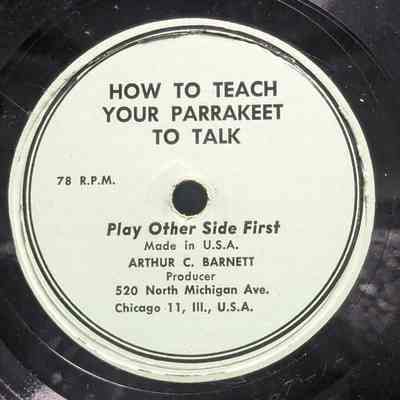 HOW TO TEACH
YOUR PARRAKEET
TO TALK
78 R.P.M.
Play Other Side First
Made in U.S.A.
ARTHUR C. BARNETT
Producer
520 North Michigan Ave.
Chicago 11, Ill., U.S.A.